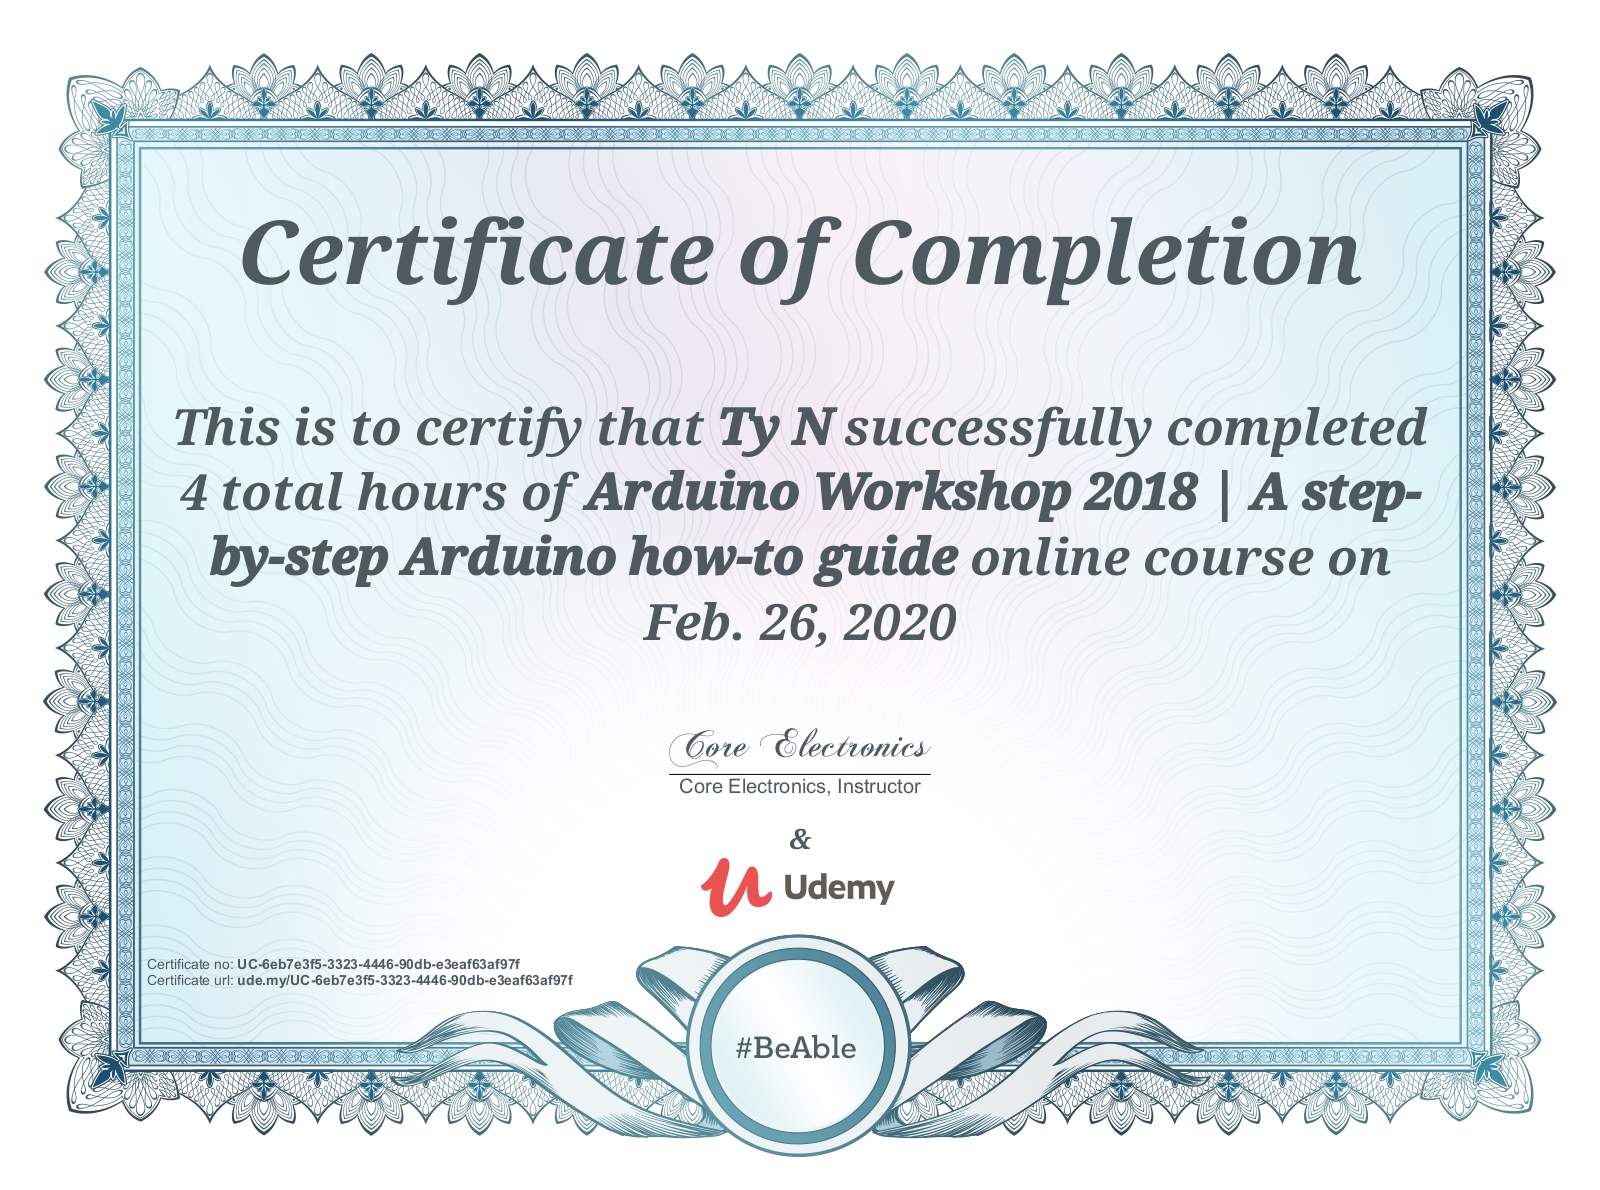 Certificate of Completion
This is to certify that Ty N successfully completed
4 total hours of Arduino Workshop 2018 | A step-
by-step Arduino how-to guide online course on
Feb. 26, 2020
Core Electronics
Core Electronics, Instructor
&
Udemy
Certificate no: UC-6eb7e3f5-3323-4446-90db-e3eaf63af97f
Certificate url: ude.my/UC-6eb7e3f5-3323-4446-90db-e3eaf63af97f
#BeAble